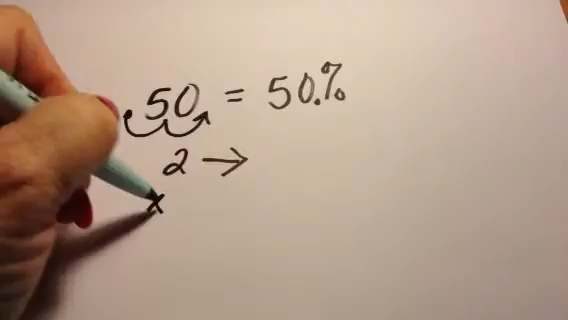 .50 = 50.%
2 →
x